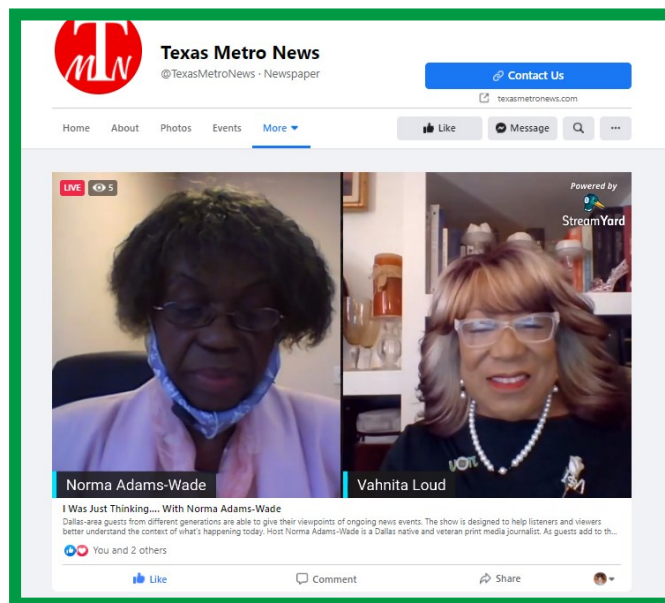 MTN
Texas Metro News
@TexasMetroNews · Newspaper
Contact Us
texasmetronews.com
Home About Photos Events More
Like Message
LIVE 5
Powered by
StreamYard
VOTE
Norma Adams-Wade
Vahnita Loud
I Was Just Thinking.... With Norma Adams-Wade
Dallas-area guests from different generations are able to give their viewpoints of ongoing news events. The show is designed to help listeners and viewers
better understand the context of what's happening today. Host Norma Adams-Wade is a Dallas native and veteran print media journalist. As guests add to th...
You and 2 others
Like Comment Share